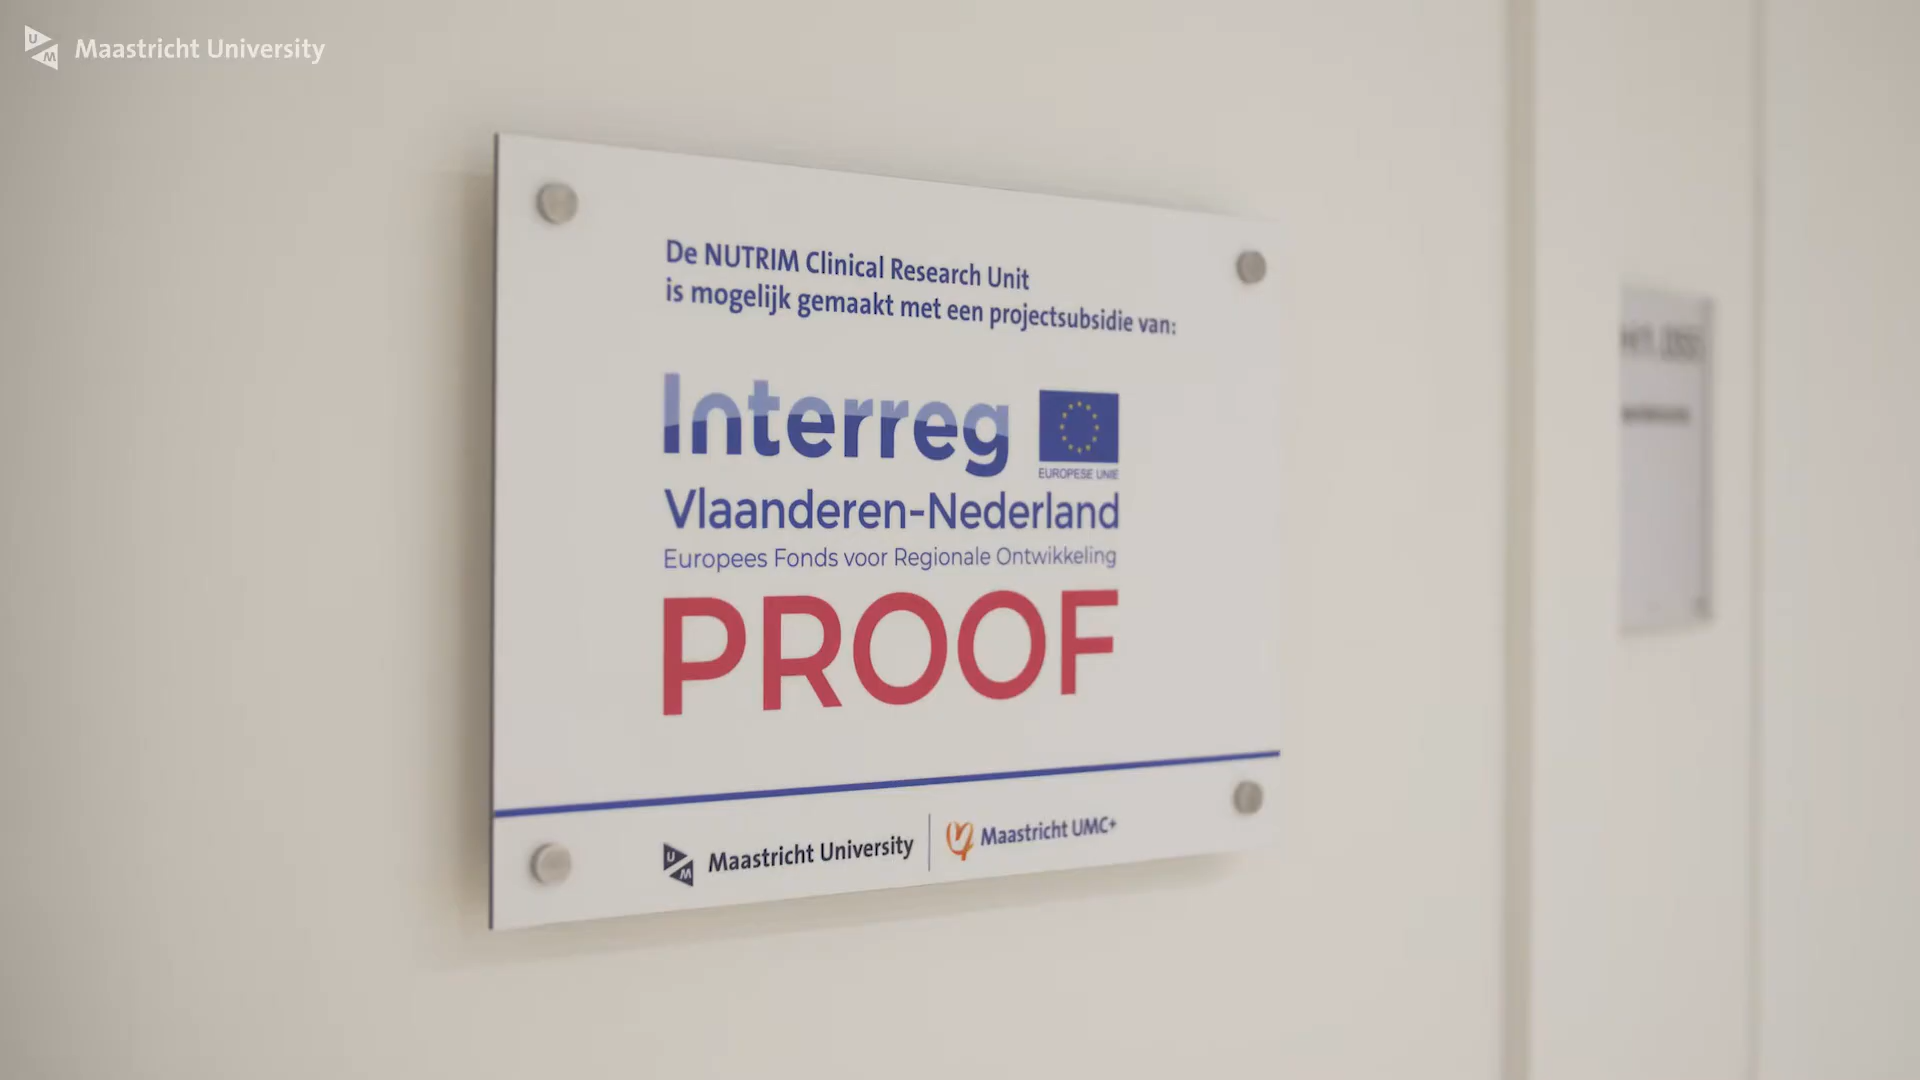 Maastricht University
De NUTRIM Clinical Research Unit
is mogelijk gemaakt met een projectsubsidie van:
Interreg
EUROPESE UNIE
Vlaanderen-Nederland
Europees Fonds voor Regionale Ontwikkeling
PROOF
UM Maastricht University
Maastricht UMC+